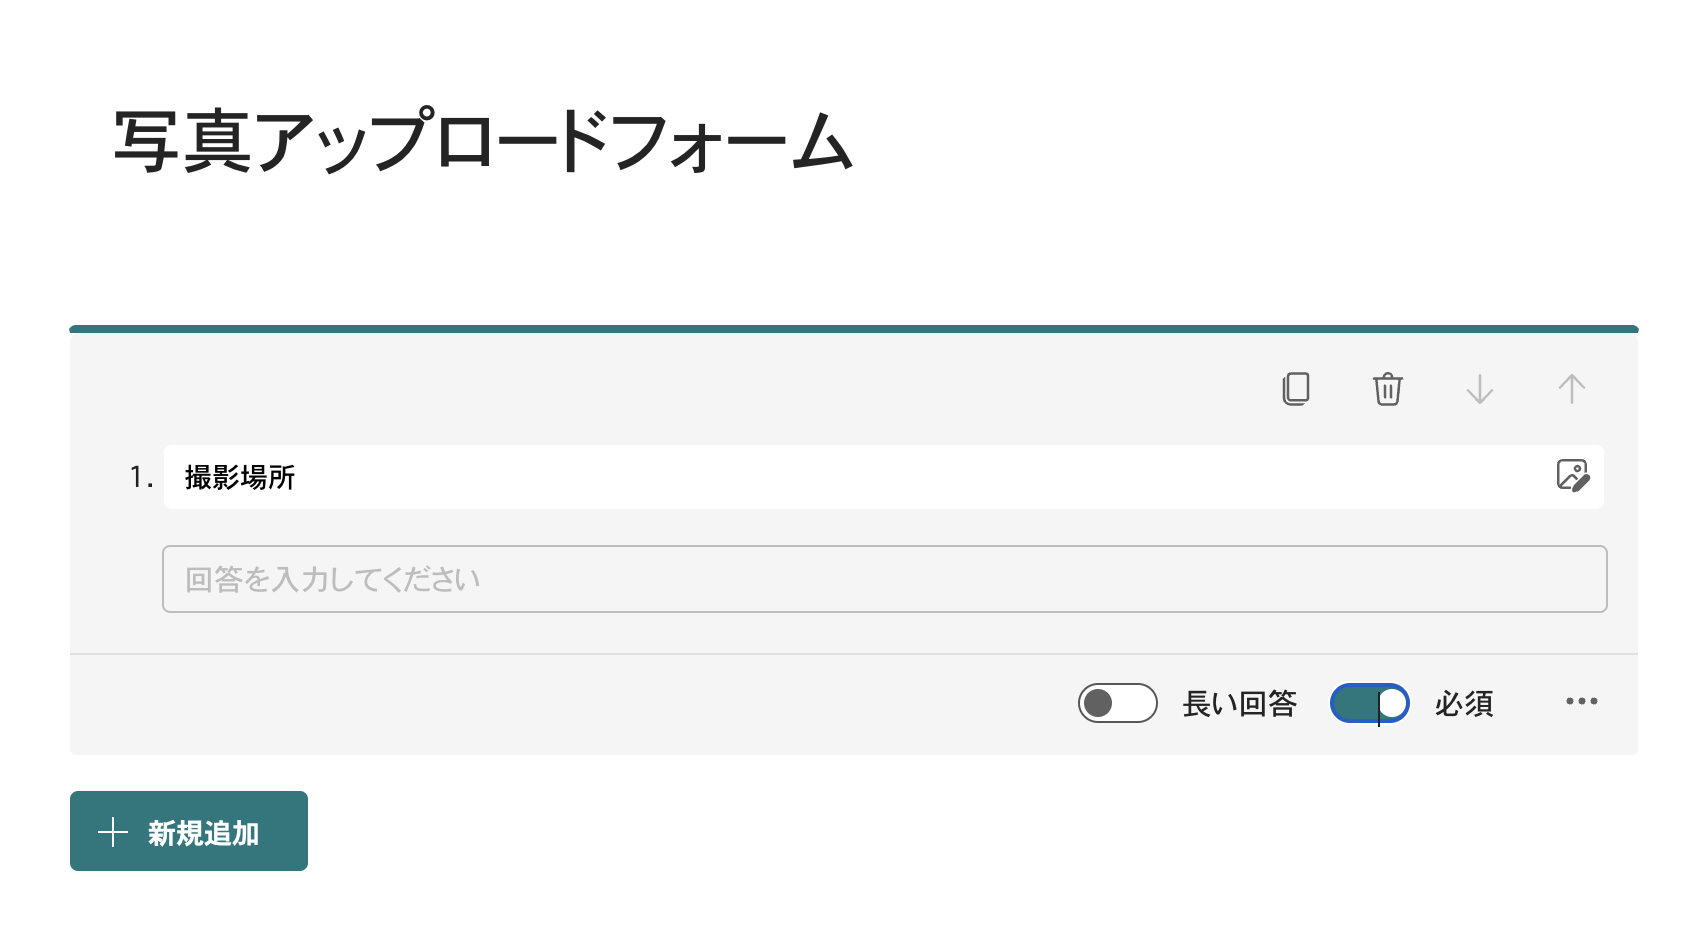 写真アップロードフォーム
1. 撮影場所
回答を入力してください
長い回答 必須
新規追加